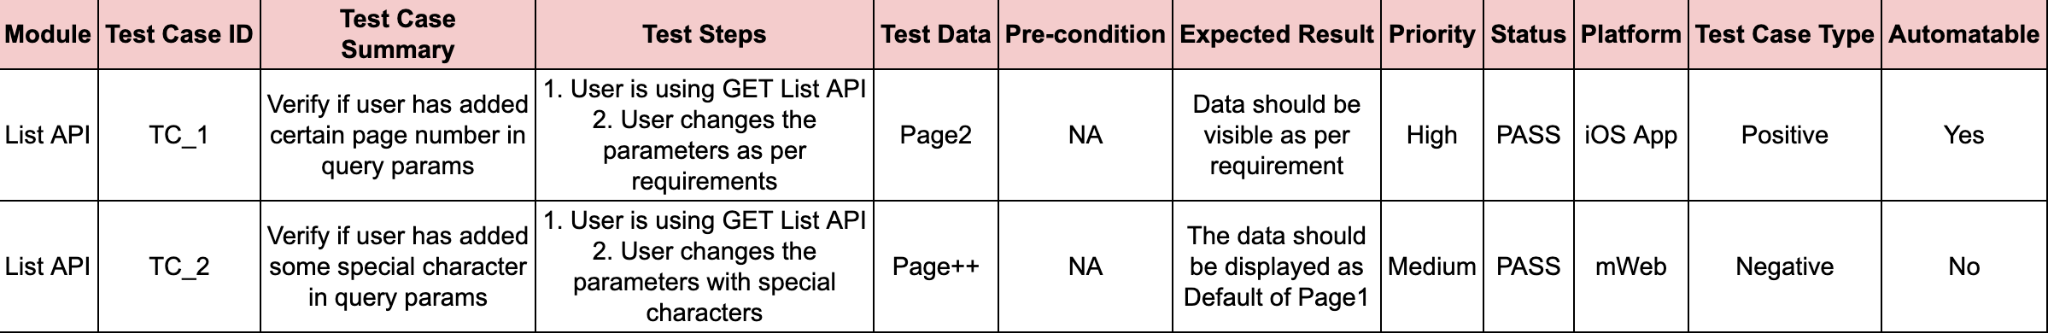 Module Test Case ID Test Case Summary Test Steps Test Data Pre-condition Expected Result Priority Status Platform Test Case Type Automatable
List API
TC_1
Verify if user has added
certain page number in
query params
1. User is using GET List API
2. User changes the
parameters as per
requirements
Page2
NA
Data should be
visible as per
requirement
High
PASS
iOS App
Positive
Yes
List API
TC_2
Verify if user has added
some special character
in query params
1. User is using GET List API
2. User changes the
parameters with special
characters
Page++
NA
The data should
be displayed as
Default of Page1
Medium
PASS
mWeb
Negative
No